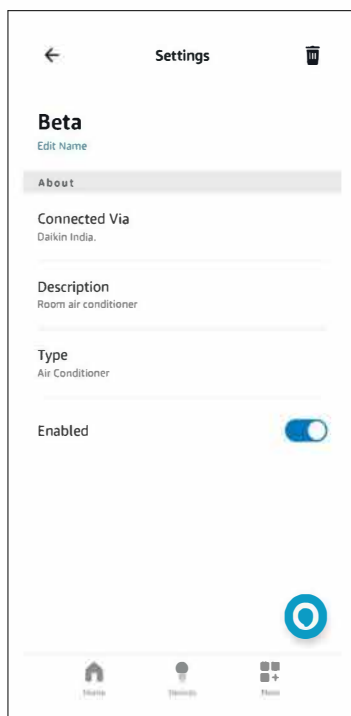 Settings
Beta
Edit Name
About
Connected Via
Daikin India.
Description
Room air conditioner
Type
Air Conditioner
Enabled
Home
Devices
More